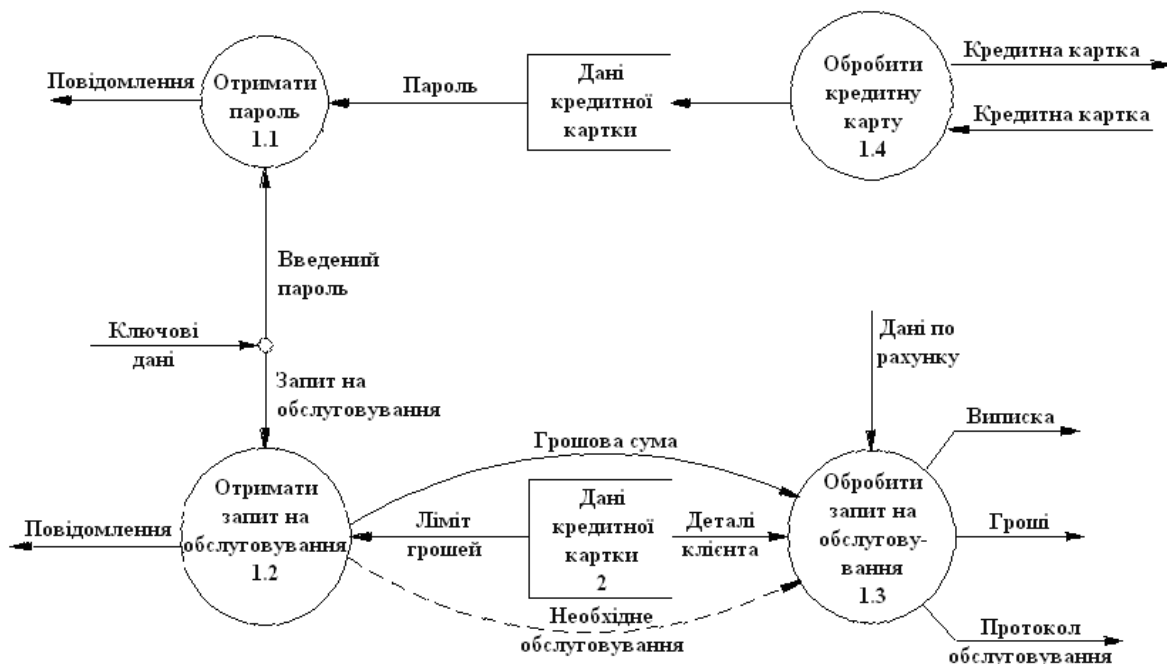 Повідомлення
Отримати
пароль
1.1
Пароль
Дані
кредитної
картки
Обробити
кредитну
карту
1.4
Кредитна картка
Кредитна картка
Введений
пароль
Ключові
дані
Запит на
обслуговування
Дані по
рахунку
Повідомлення
Отримати
запит на
обслуговування
1.2
Грошова сума
Ліміт
грошей
Дані
кредитної
картки
2
Деталі
клієнта
Необхідне
обслуговування
Обробити
запит на
обслугову-
вання
1.3
Виписка
Гроші
Протокол
обслуговування